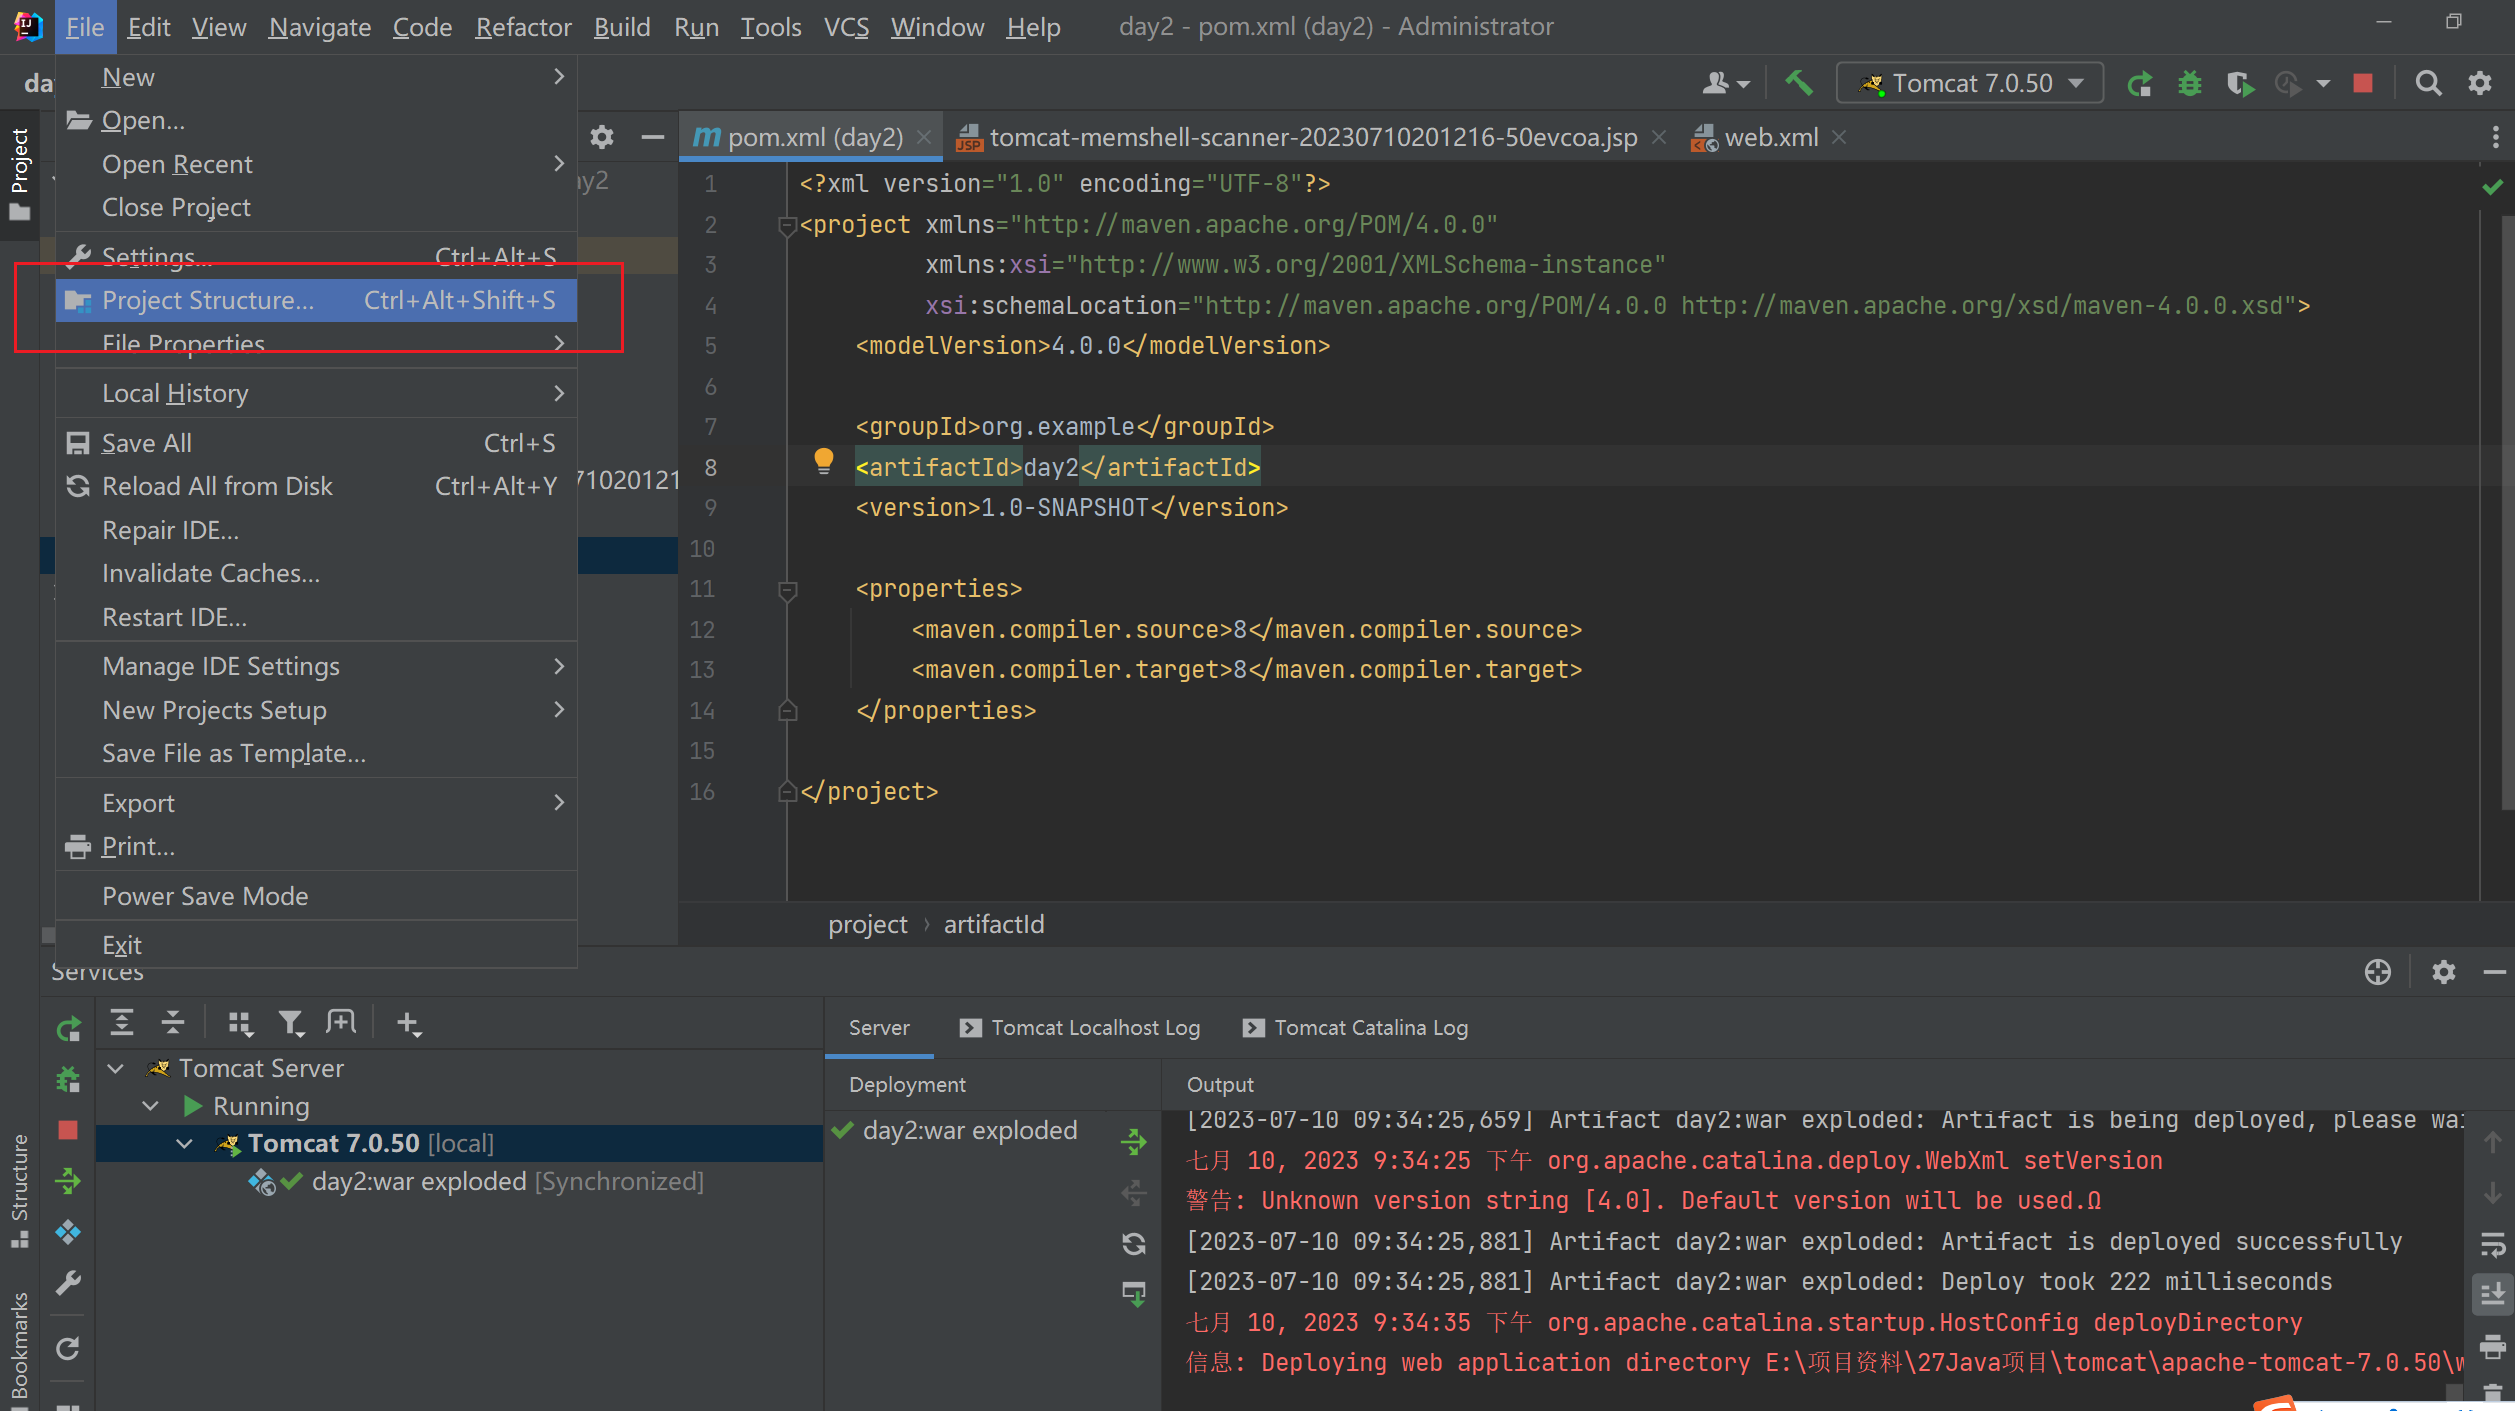 File Edit View Navigate Code Refactor Build Run Tools VCS Window Help day2 - pom.xml (day2) - Administrator
Tomcat 7.0.50
New
Open...
Open Recent
Close Project
Settings... Ctrl+Alt+S
Project Structure... Ctrl+Alt+Shift+S
File Properties
Local History
Save All Ctrl+S
Reload All from Disk Ctrl+Alt+Y
Repair IDE...
Invalidate Caches...
Restart IDE...
Manage IDE Settings
New Projects Setup
Save File as Template...
Export
Print...
Power Save Mode
Exit
Project
Structure
Bookmarks
pom.xml (day2) tomcat-memshell-scanner-20230710201216-50evcoa.jsp web.xml
1 <?xml version="1.0" encoding="UTF-8"?>
2 <project xmlns="http://maven.apache.org/POM/4.0.0"
3 xmlns:xsi="http://www.w3.org/2001/XMLSchema-instance"
4 xsi:schemaLocation="http://maven.apache.org/POM/4.0.0 http://maven.apache.org/xsd/maven-4.0.0.xsd">
5 <modelVersion>4.0.0</modelVersion>
6
7 <groupId>org.example</groupId>
8 <artifactId>day2</artifactId>
9 <version>1.0-SNAPSHOT</version>
10
11 <properties>
12 <maven.compiler.source>8</maven.compiler.source>
13 <maven.compiler.target>8</maven.compiler.target>
14 </properties>
15
16 </project>
project › artifactId
Services
Tomcat Server
Running
Tomcat 7.0.50 [local]
day2:war exploded [Synchronized]
Server Tomcat Localhost Log Tomcat Catalina Log
Deployment
day2:war exploded
Output
[2023-07-10 09:34:25,659] Artifact day2:war exploded: Artifact is being deployed, please wai
七月 10, 2023 9:34:25 下午 org.apache.catalina.deploy.WebXml setVersion
警告: Unknown version string [4.0]. Default version will be used.Ω
[2023-07-10 09:34:25,881] Artifact day2:war exploded: Artifact is deployed successfully
[2023-07-10 09:34:25,881] Artifact day2:war exploded: Deploy took 222 milliseconds
七月 10, 2023 9:34:35 下午 org.apache.catalina.startup.HostConfig deployDirectory
信息: Deploying web application directory E:\项目资料\27Java项目\tomcat\apache-tomcat-7.0.50\w